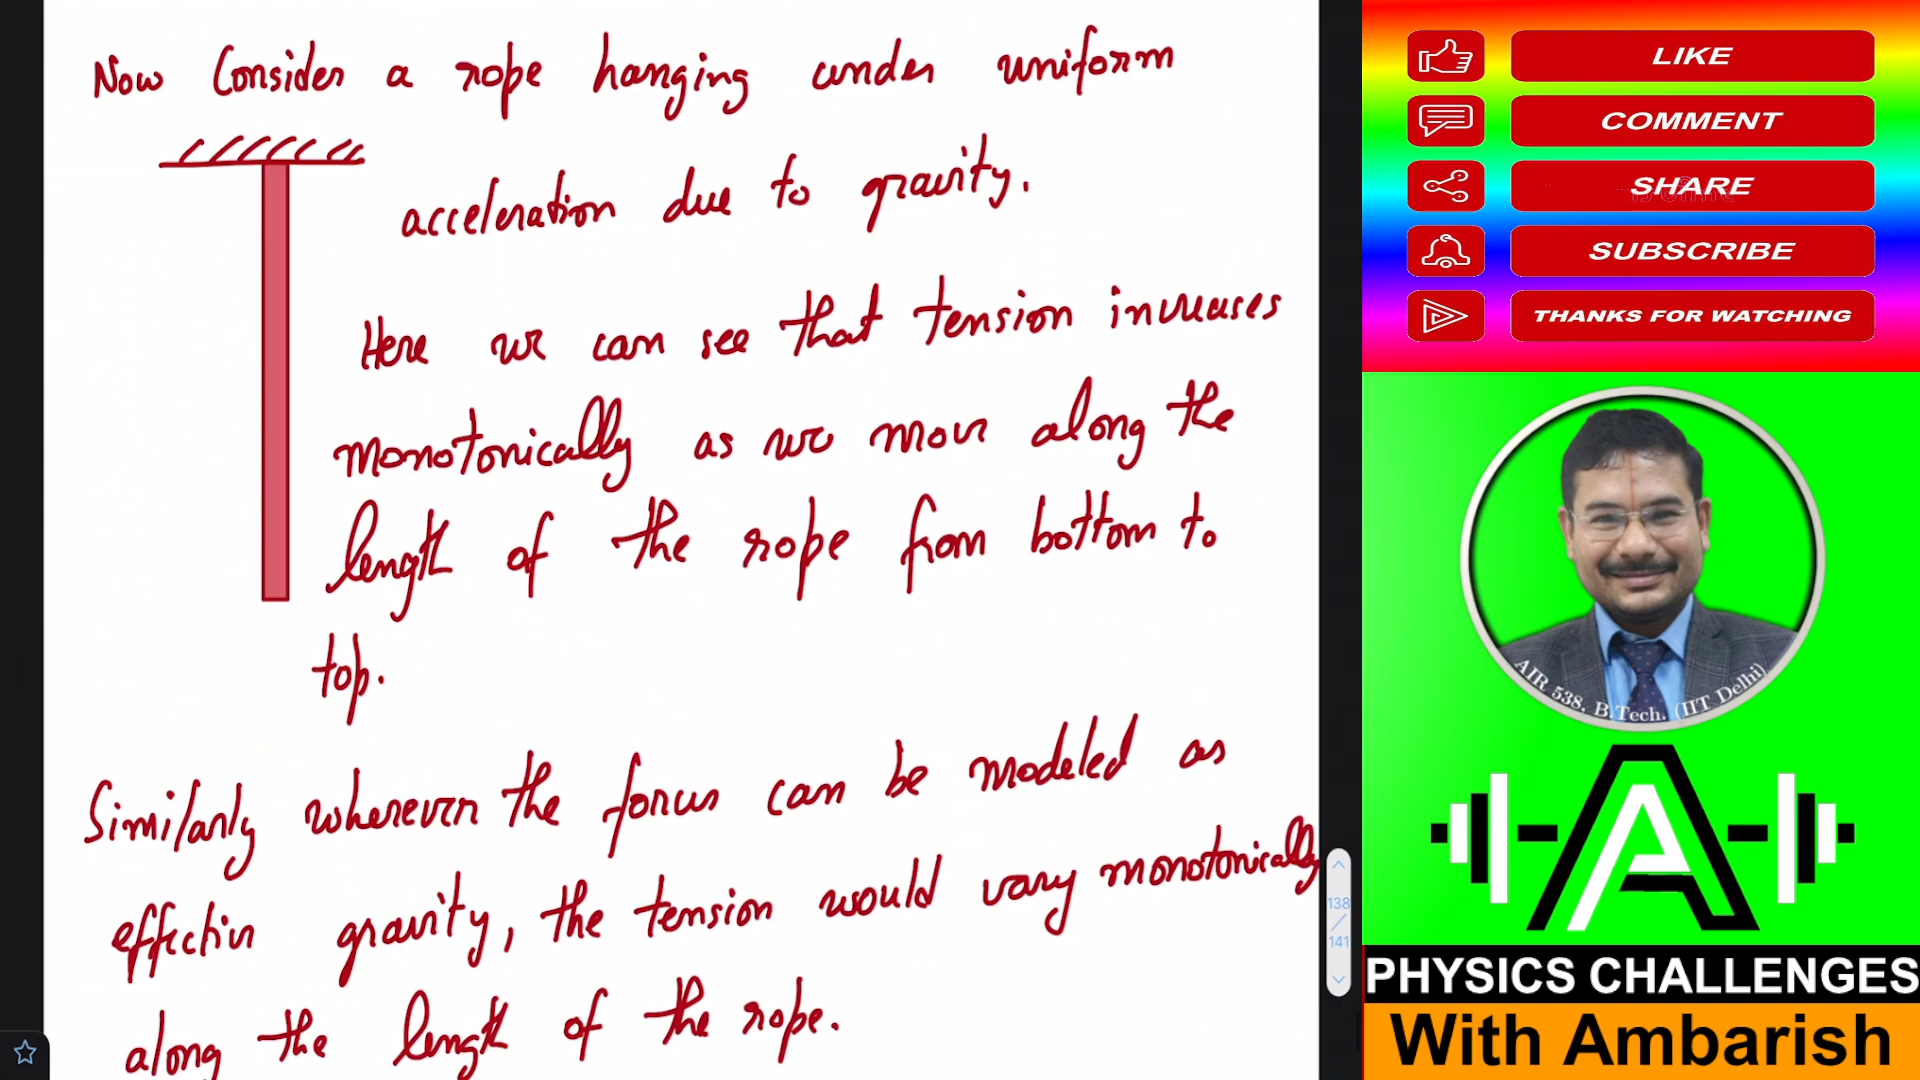 Now Consider a rope hanging under uniform
acceleration due to gravity.
Here we can see that tension increases
monotonically as we move along the
length of the rope from bottom to
top.
Similarly wherever the forces can be modeled as
effective gravity, the tension would vary monotonically
along the length of the rope.
138
/
141
LIKE
COMMENT
SHARE
SUBSCRIBE
THANKS FOR WATCHING
AIR 538, B.Tech. (IIT Delhi)
A
PHYSICS CHALLENGES
With Ambarish